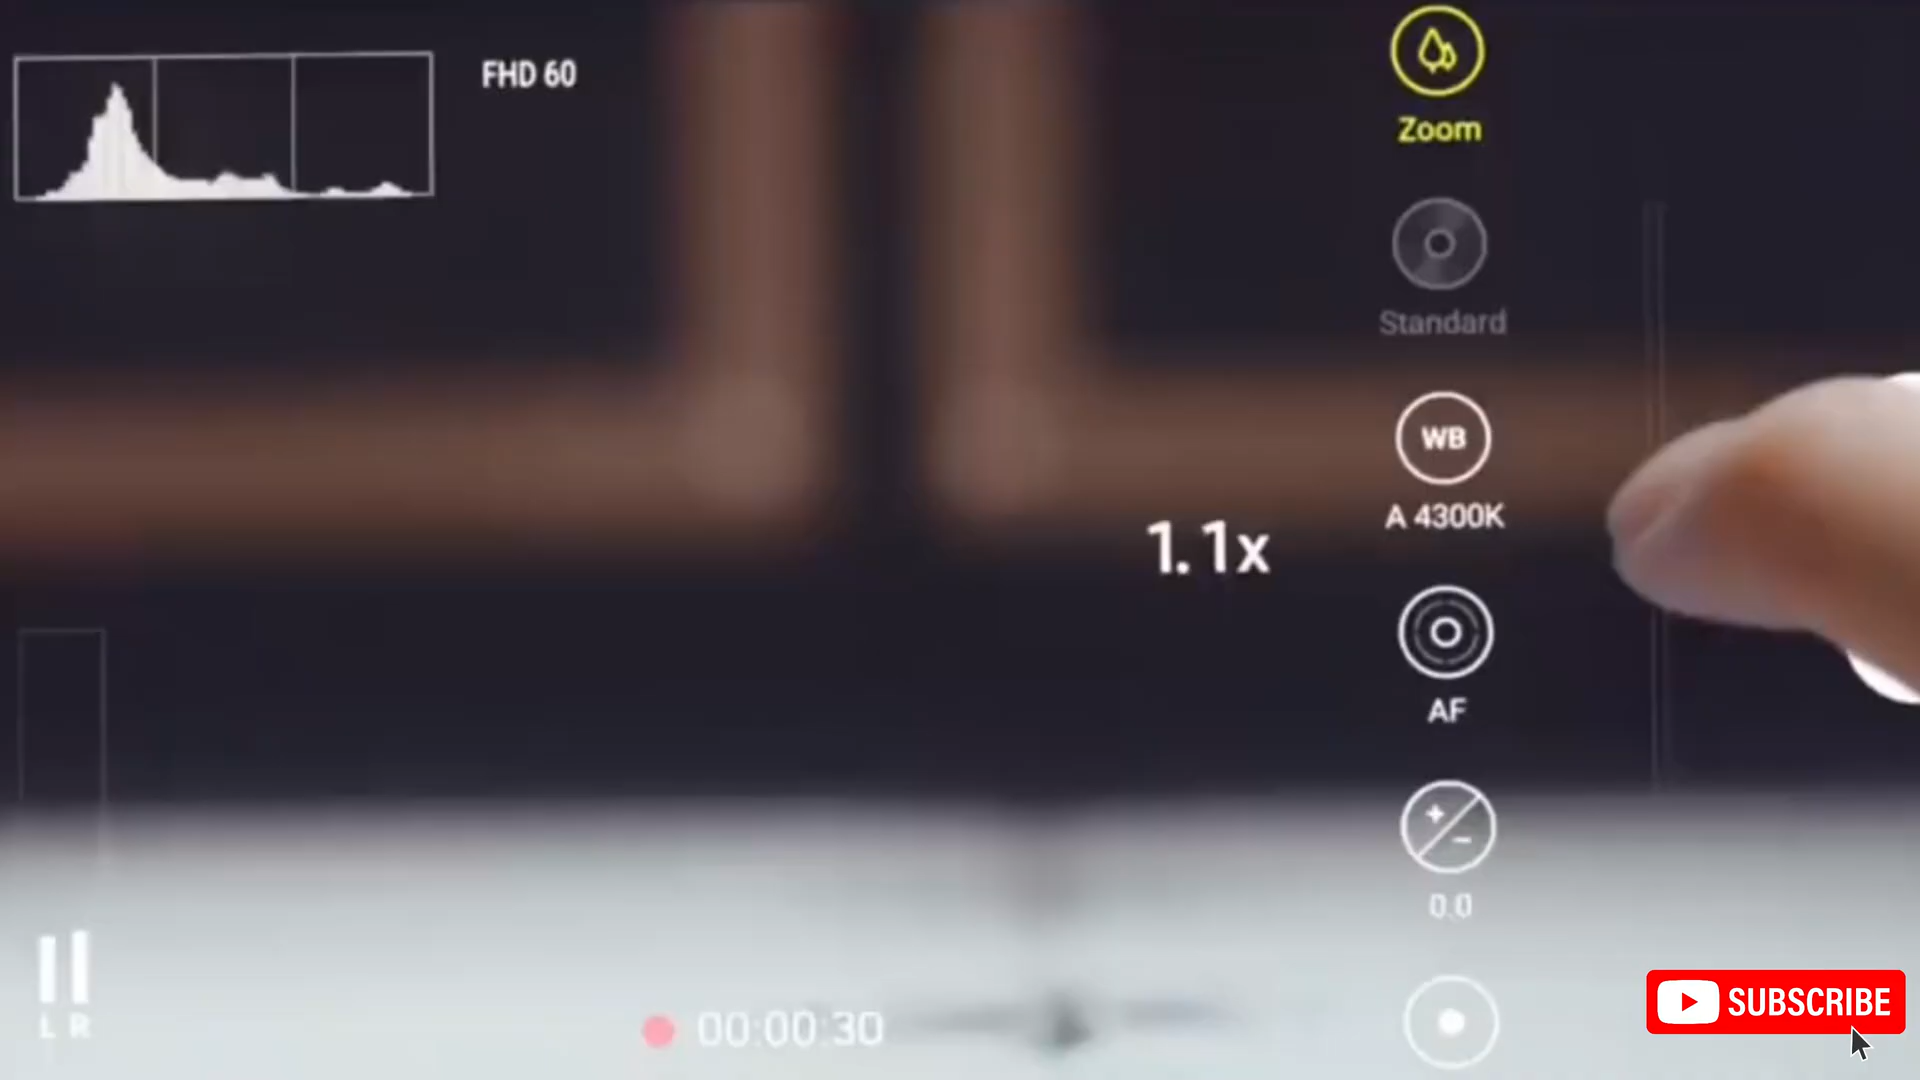 FHD 60
Zoom
Standard
WB
A 4300K
1.1x
AF
0.0
L R
00:00:30
SUBSCRIBE